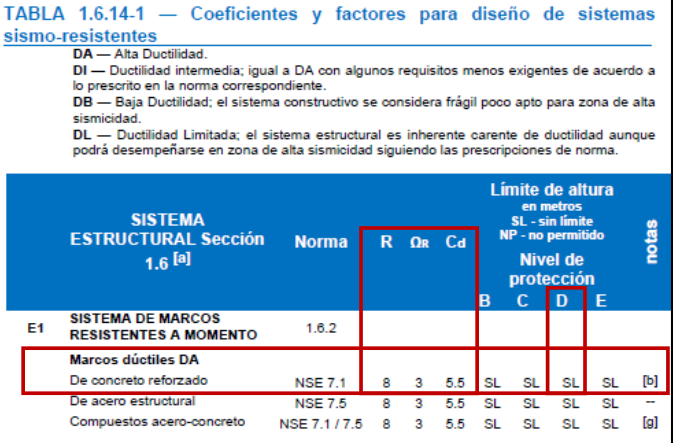 TABLA 1.6.14-1 — Coeficientes y factores para diseño de sistemas
sismo-resistentes
DA — Alta Ductilidad.
DI — Ductilidad intermedia; igual a DA con algunos requisitos menos exigentes de acuerdo a
lo prescrito en la norma correspondiente.
DB — Baja Ductilidad; el sistema constructivo se considera frágil poco apto para zona de alta
sismicidad.
DL — Ductilidad Limitada; el sistema estructural es inherente carente de ductilidad aunque
podrá desempeñarse en zona de alta sismicidad siguiendo las prescripciones de norma.
SISTEMA
ESTRUCTURAL Sección
1.6 [a]
Norma
R ΩR Cd
Límite de altura
en metros
SL - sin límite
NP - no permitido
Nivel de
protección
B C D E
notas
E1 SISTEMA DE MARCOS
RESISTENTES A MOMENTO
1.6.2
Marcos dúctiles DA
De concreto reforzado NSE 7.1 8 3 5.5 SL SL SL SL [b]
De acero estructural NSE 7.5 8 3 5.5 SL SL SL SL --
Compuestos acero-concreto NSE 7.1 / 7.5 8 3 5.5 SL SL SL SL [g]